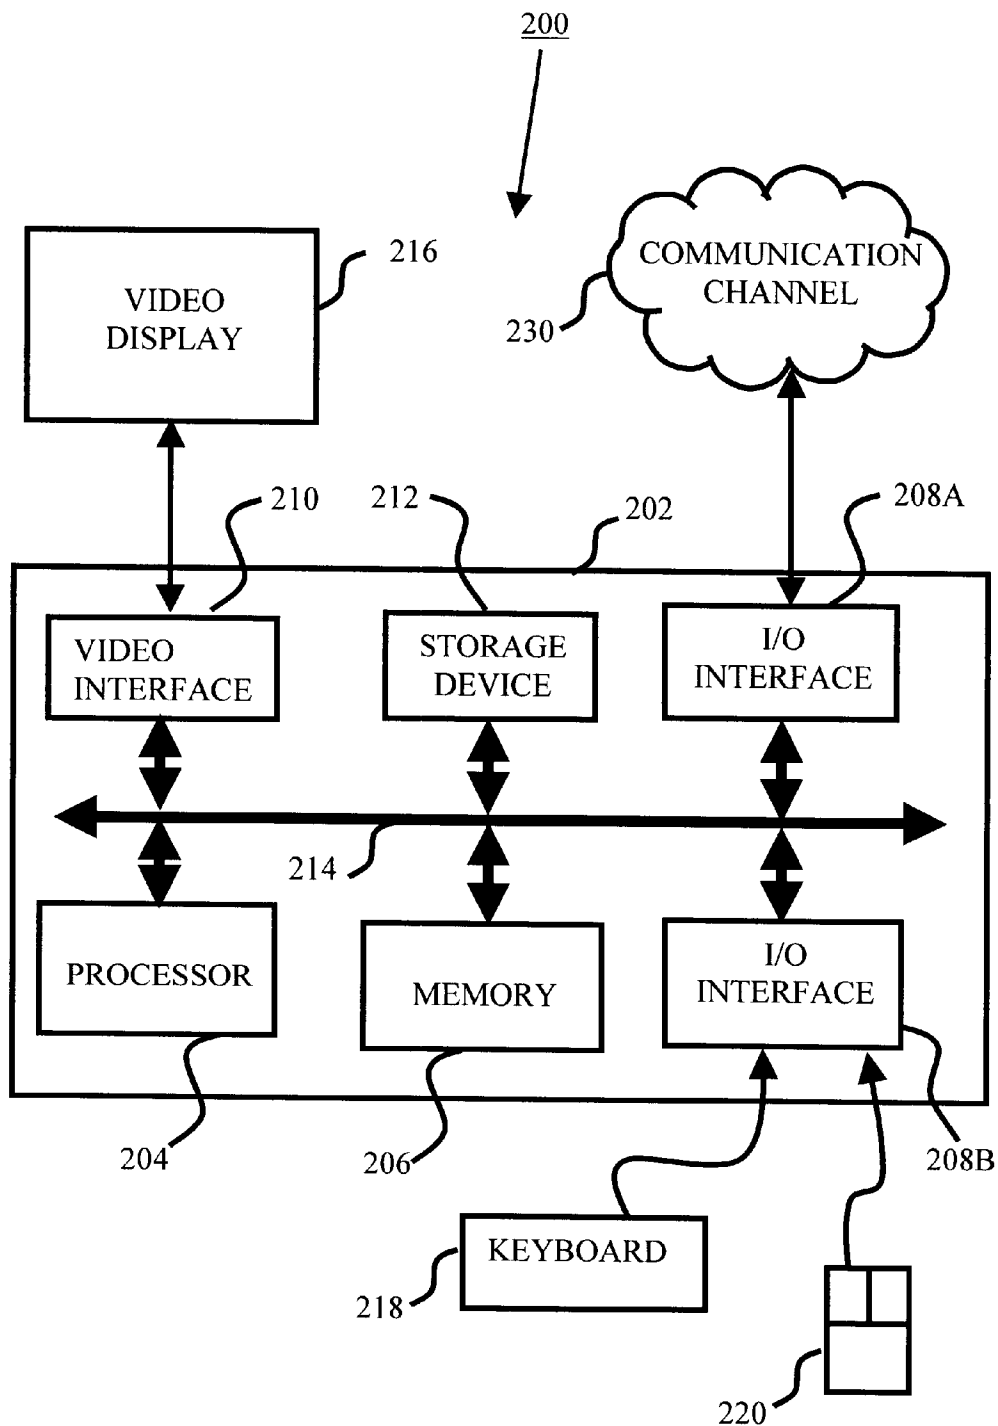 200
COMMUNICATION
CHANNEL
230
VIDEO
DISPLAY
216
210
212
202
208A
VIDEO
INTERFACE
STORAGE
DEVICE
I/O
INTERFACE
214
PROCESSOR
MEMORY
I/O
INTERFACE
204
206
208B
KEYBOARD
218
220